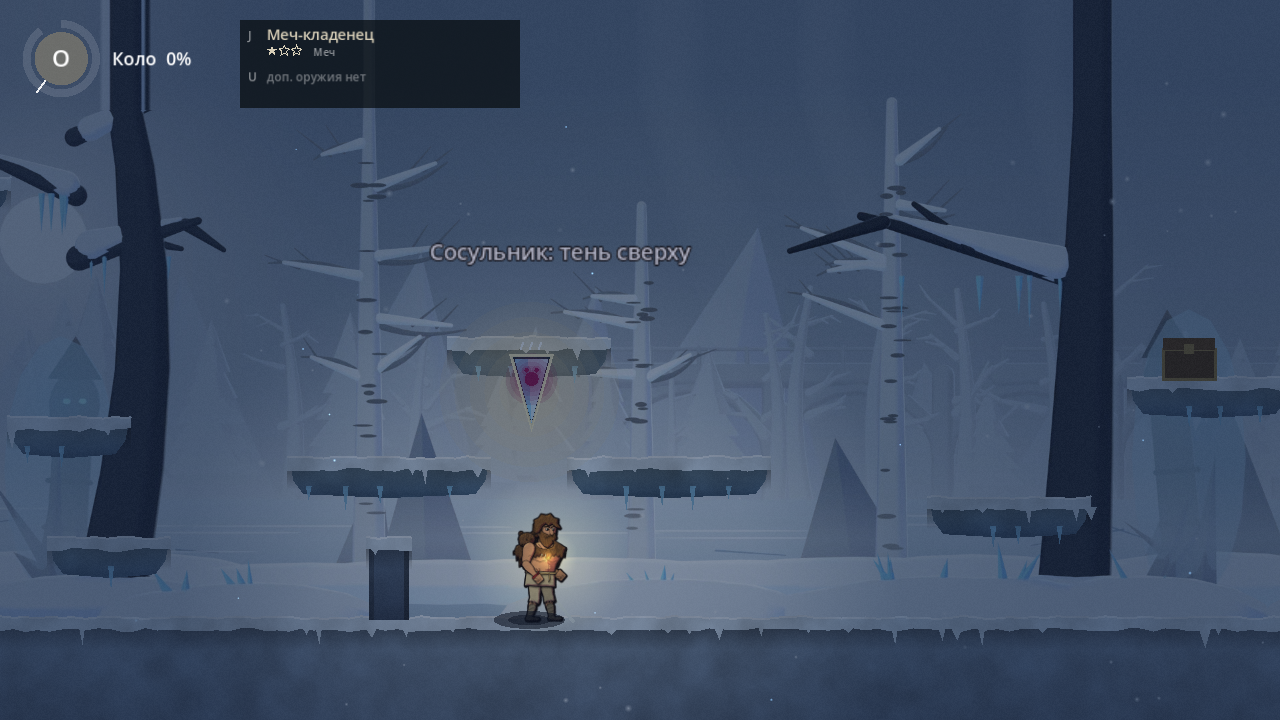 O
Коло 0%
J Меч-кладенец
★☆☆ Меч
U доп. оружия нет
Сосульник: тень сверху